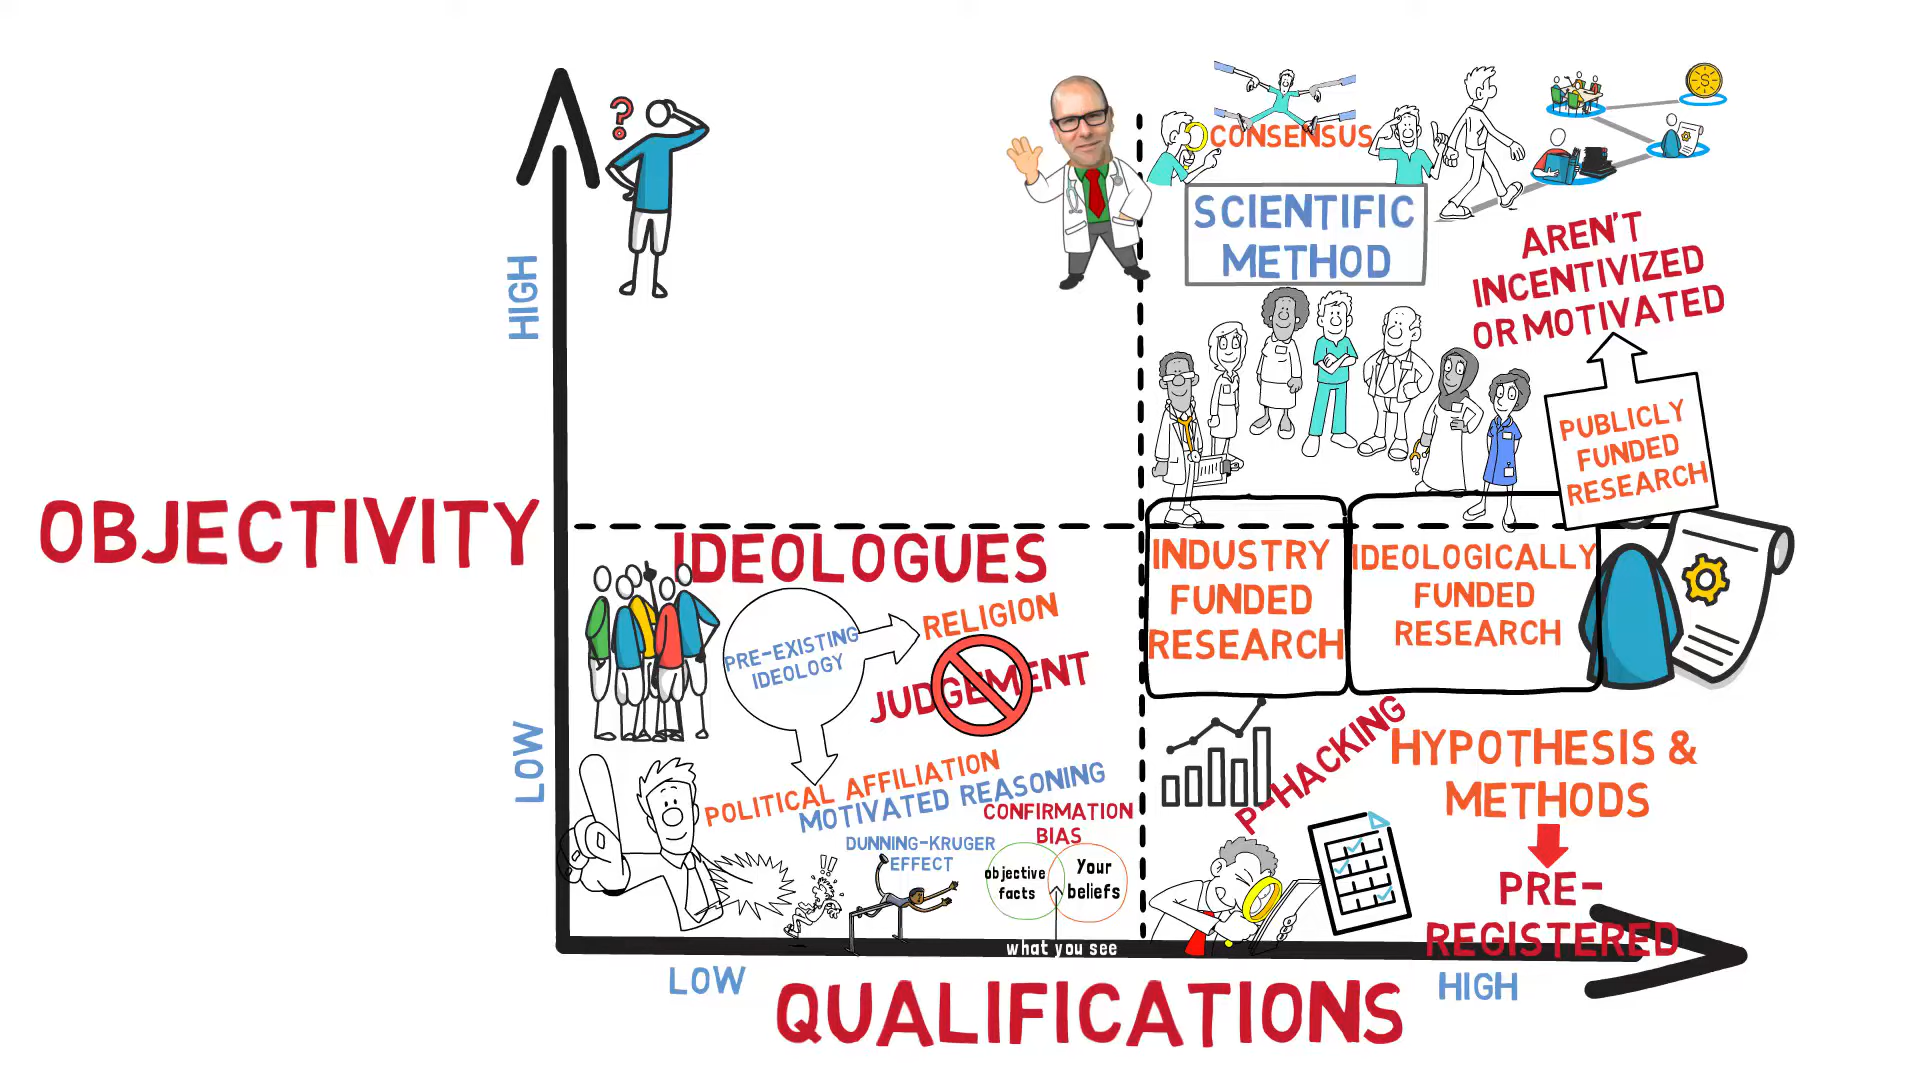 ?
CONSENSUS
SCIENTIFIC
METHOD
AREN'T
INCENTIVIZED
OR MOTIVATED
PUBLICLY
FUNDED
RESEARCH
HIGH
OBJECTIVITY
LOW
IDEOLOGUES
PRE-EXISTING
IDEOLOGY
RELIGION
JUDGEMENT
POLITICAL AFFILIATION
MOTIVATED REASONING
DUNNING-KRUGER
EFFECT
CONFIRMATION
BIAS
!!
objective
facts
Your
beliefs
what you see
INDUSTRY
FUNDED
RESEARCH
IDEOLOGICALLY
FUNDED
RESEARCH
P-HACKING
HYPOTHESIS &
METHODS
PRE-
REGISTERED
LOW
QUALIFICATIONS
HIGH
$